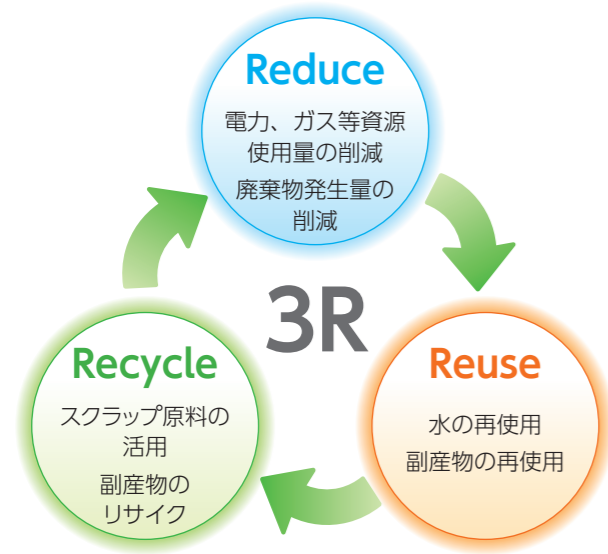 Reduce
電力、ガス等資源
使用量の削減
廃棄物発生量の
削減
3R
Recycle
スクラップ原料の
活用
副産物の
リサイク
Reuse
水の再使用
副産物の再使用